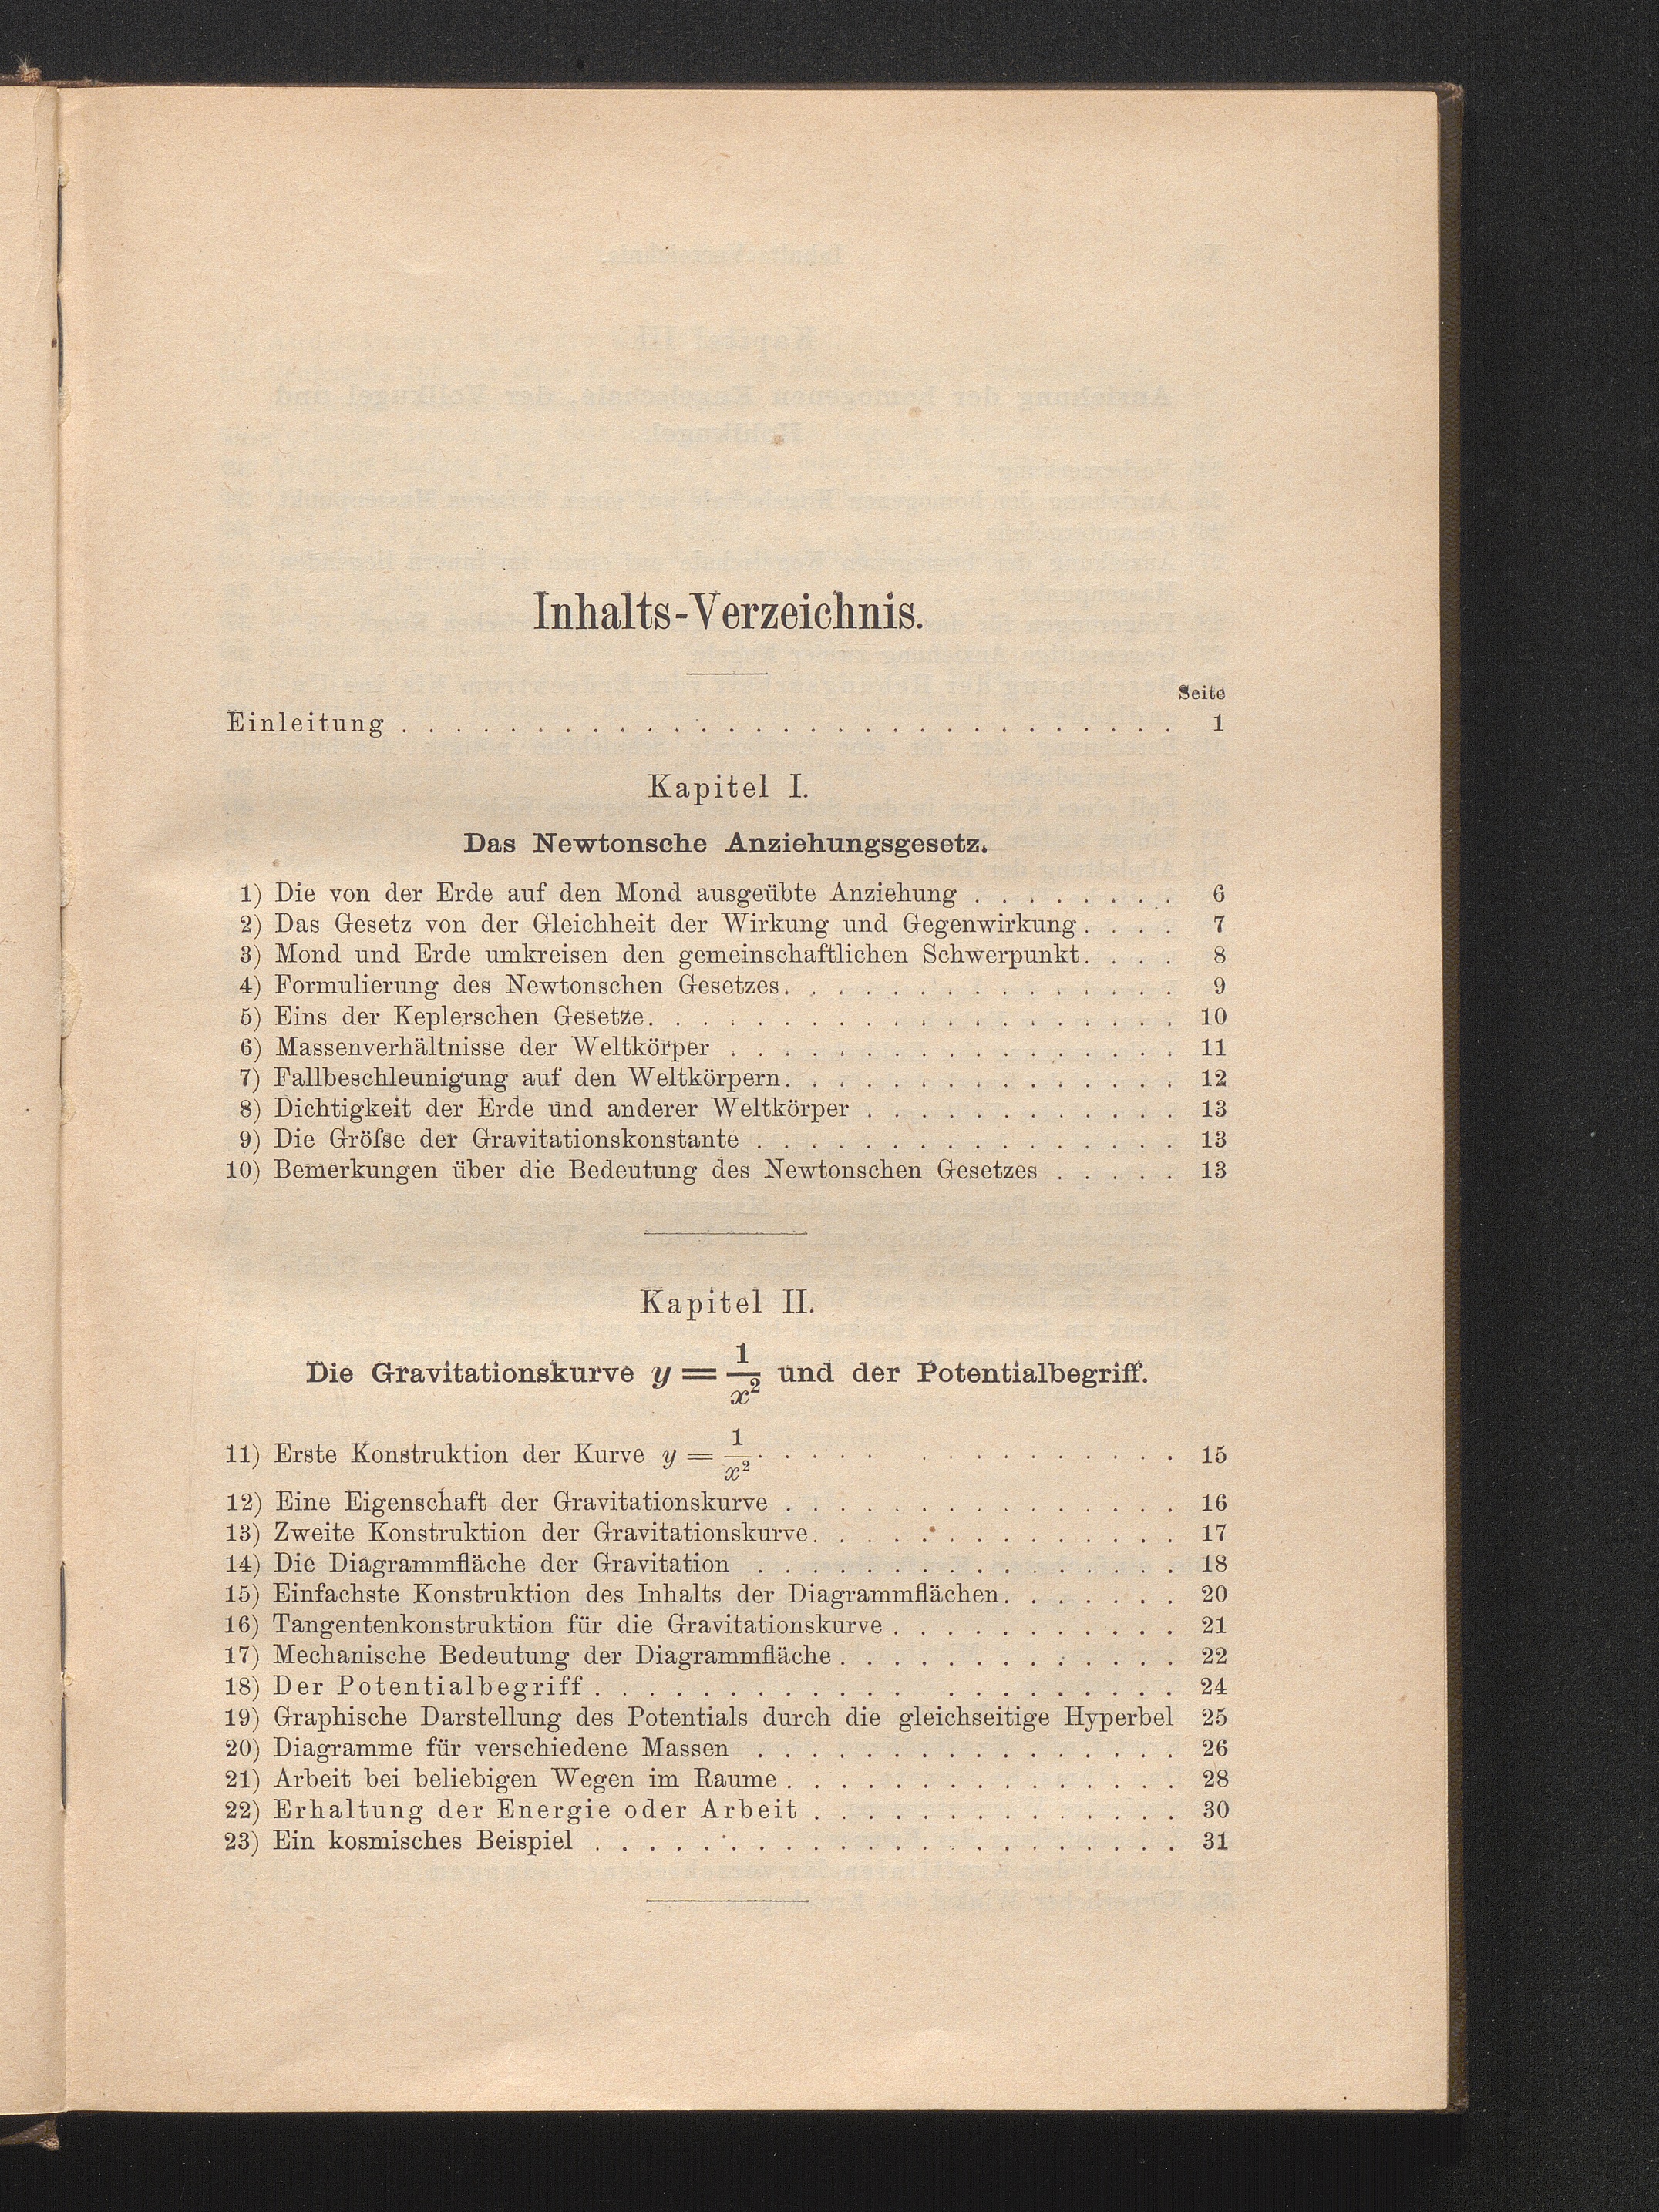 Inhalts-Verzeichnis.
Seite
Einleitung . . . . . . . . . . . . . . . . . . . . . . . . . . . . . 1
Kapitel I.
Das Newtonsche Anziehungsgesetz.
1) Die von der Erde auf den Mond ausgeübte Anziehung . . . . . . . . 6
2) Das Gesetz von der Gleichheit der Wirkung und Gegenwirkung . . . . 7
3) Mond und Erde umkreisen den gemeinschaftlichen Schwerpunkt . . . . 8
4) Formulierung des Newtonschen Gesetzes . . . . . . . . . . . . . . . 9
5) Eins der Keplerschen Gesetze . . . . . . . . . . . . . . . . . . . . 10
6) Massenverhältnisse der Weltkörper . . . . . . . . . . . . . . . . . 11
7) Fallbeschleunigung auf den Weltkörpern . . . . . . . . . . . . . . . 12
8) Dichtigkeit der Erde und anderer Weltkörper . . . . . . . . . . . . 13
9) Die Gröſse der Gravitationskonstante . . . . . . . . . . . . . . . . 13
10) Bemerkungen über die Bedeutung des Newtonschen Gesetzes . . . . . 13
Kapitel II.
Die Gravitationskurve y = 1/x² und der Potentialbegriff.
11) Erste Konstruktion der Kurve y = 1/x² . . . . . . . . . . . . . . . 15
12) Eine Eigenschaft der Gravitationskurve . . . . . . . . . . . . . . . 16
13) Zweite Konstruktion der Gravitationskurve . . . . . . . . . . . . . . 17
14) Die Diagrammfläche der Gravitation . . . . . . . . . . . . . . . . 18
15) Einfachste Konstruktion des Inhalts der Diagrammflächen . . . . . . . 20
16) Tangentenkonstruktion für die Gravitationskurve . . . . . . . . . . . 21
17) Mechanische Bedeutung der Diagrammfläche . . . . . . . . . . . . . 22
18) Der Potentialbegriff . . . . . . . . . . . . . . . . . . . . . 24
19) Graphische Darstellung des Potentials durch die gleichseitige Hyperbel 25
20) Diagramme für verschiedene Massen . . . . . . . . . . . . . . . . 26
21) Arbeit bei beliebigen Wegen im Raume . . . . . . . . . . . . . . . 28
22) Erhaltung der Energie oder Arbeit . . . . . . . . . . . . . . 30
23) Ein kosmisches Beispiel . . . . . . . . . . . . . . . . . . . . . . 31